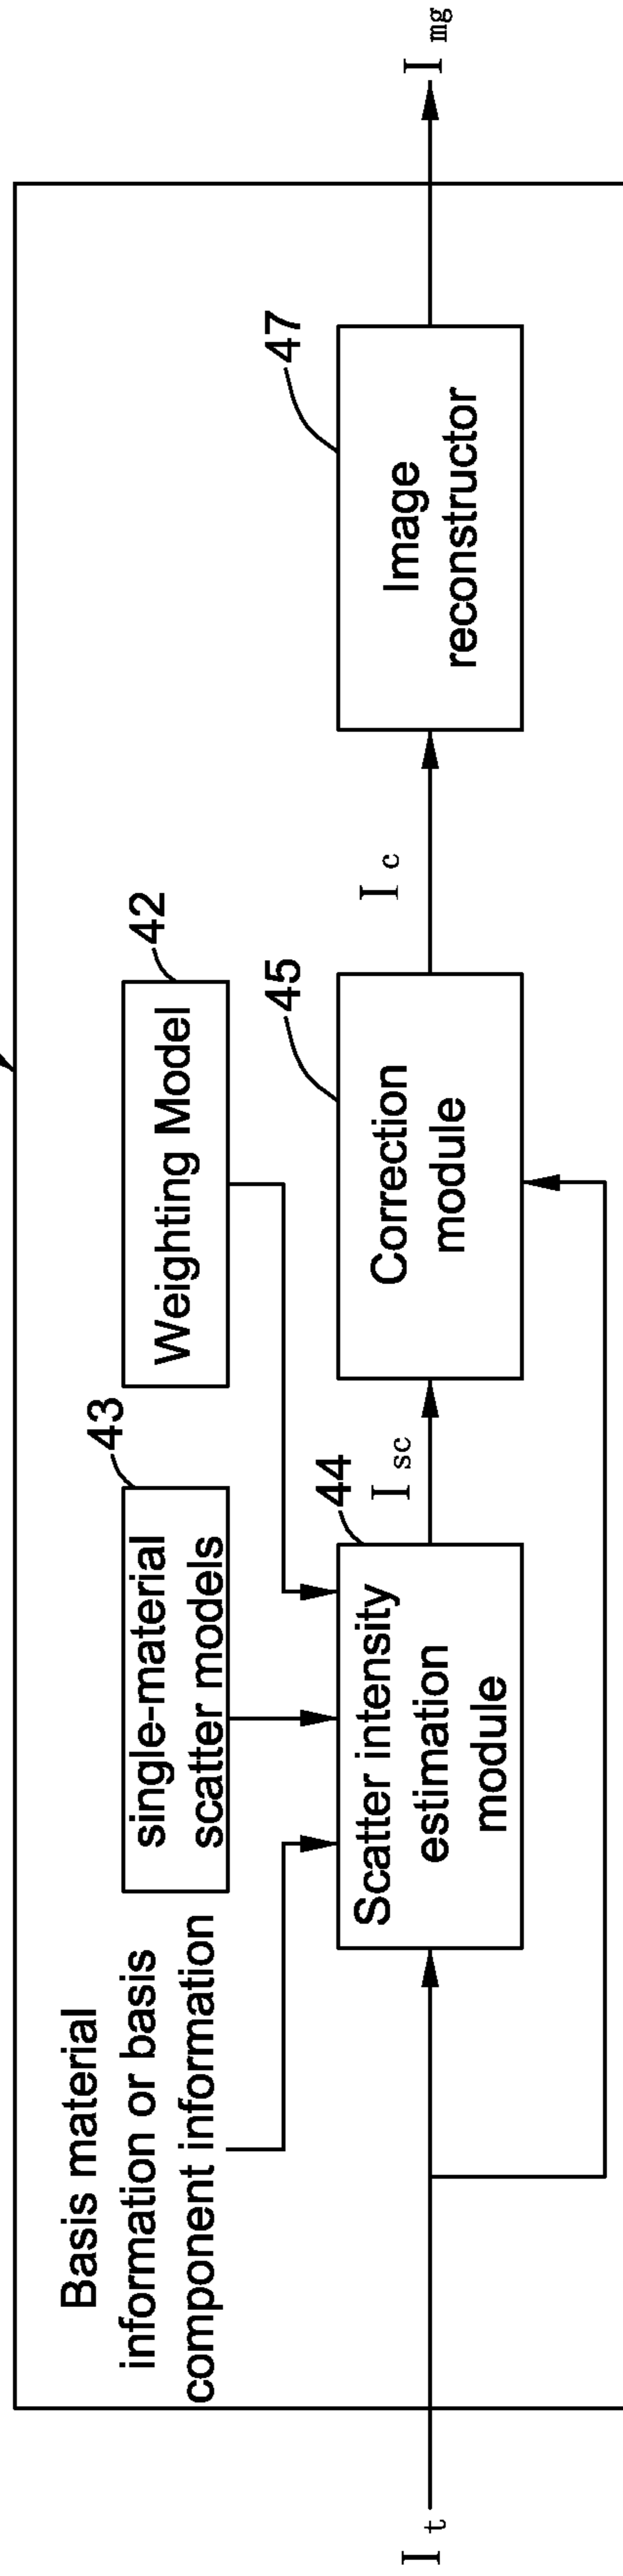 Basis material
information or basis
component information
43
single-material
scatter models
42
Weighting Model
I t
44
Scatter intensity
estimation
module
I sc
45
Correction
module
I c
47
Image
reconstructor
I mg